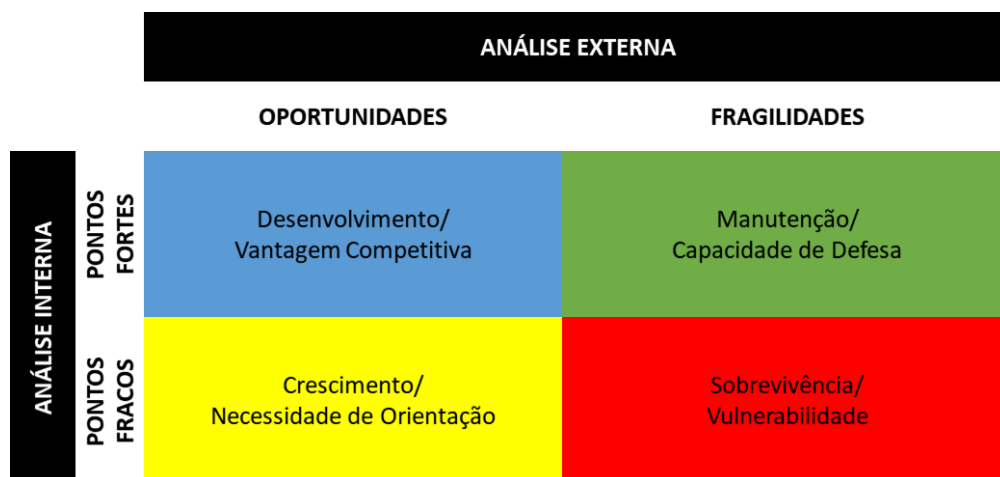 ANÁLISE EXTERNA
OPORTUNIDADES
FRAGILIDADES
ANÁLISE INTERNA
PONTOS
FORTES
Desenvolvimento/
Vantagem Competitiva
Manutenção/
Capacidade de Defesa
PONTOS
FRACOS
Crescimento/
Necessidade de Orientação
Sobrevivência/
Vulnerabilidade